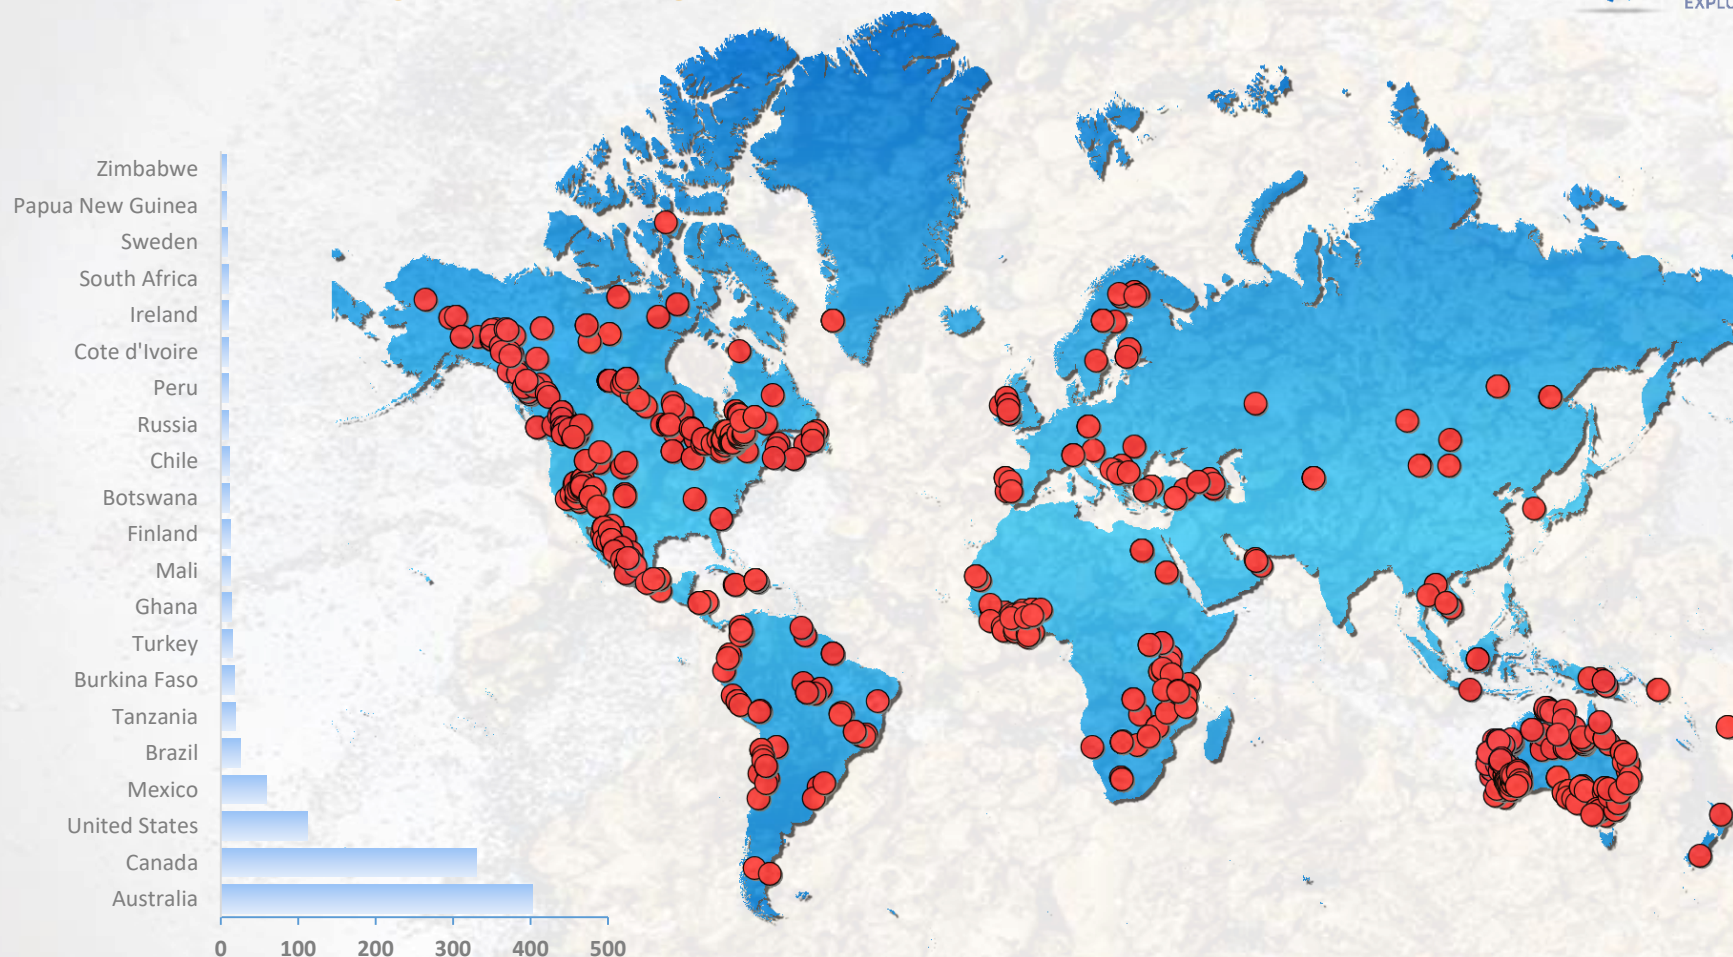 Zimbabwe
Papua New Guinea
Sweden
South Africa
Ireland
Cote d'Ivoire
Peru
Russia
Chile
Botswana
Finland
Mali
Ghana
Turkey
Burkina Faso
Tanzania
Brazil
Mexico
United States
Canada
Australia
0 100 200 300 400 500